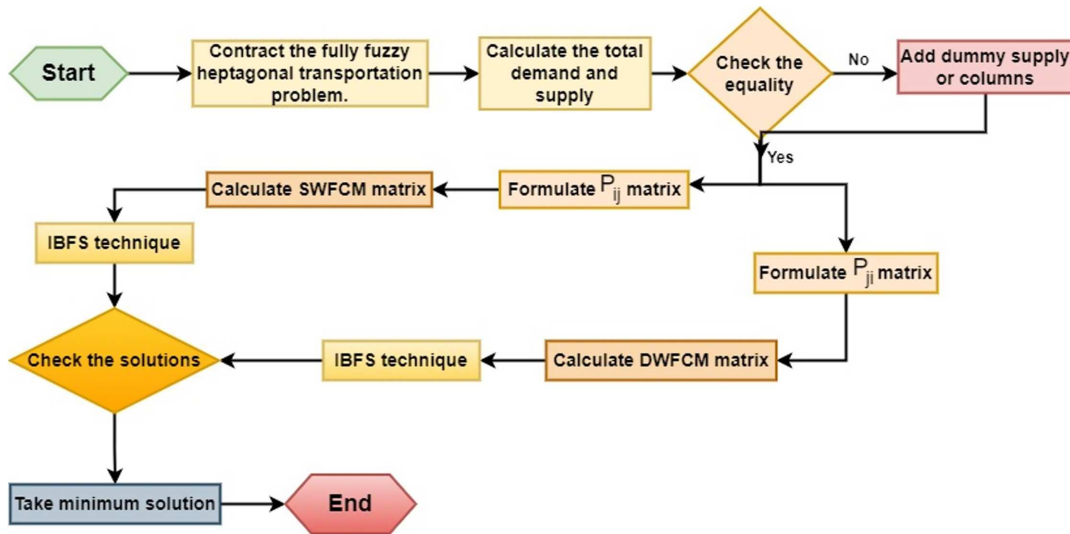 Start
Contract the fully fuzzy
heptagonal transportation
problem.
Calculate the total
demand and
supply
Check the
equality
No
Add dummy supply
or columns
Yes
Calculate SWFCM matrix
Formulate P_ij matrix
IBFS technique
Formulate P_ji matrix
Check the solutions
IBFS technique
Calculate DWFCM matrix
Take minimum solution
End